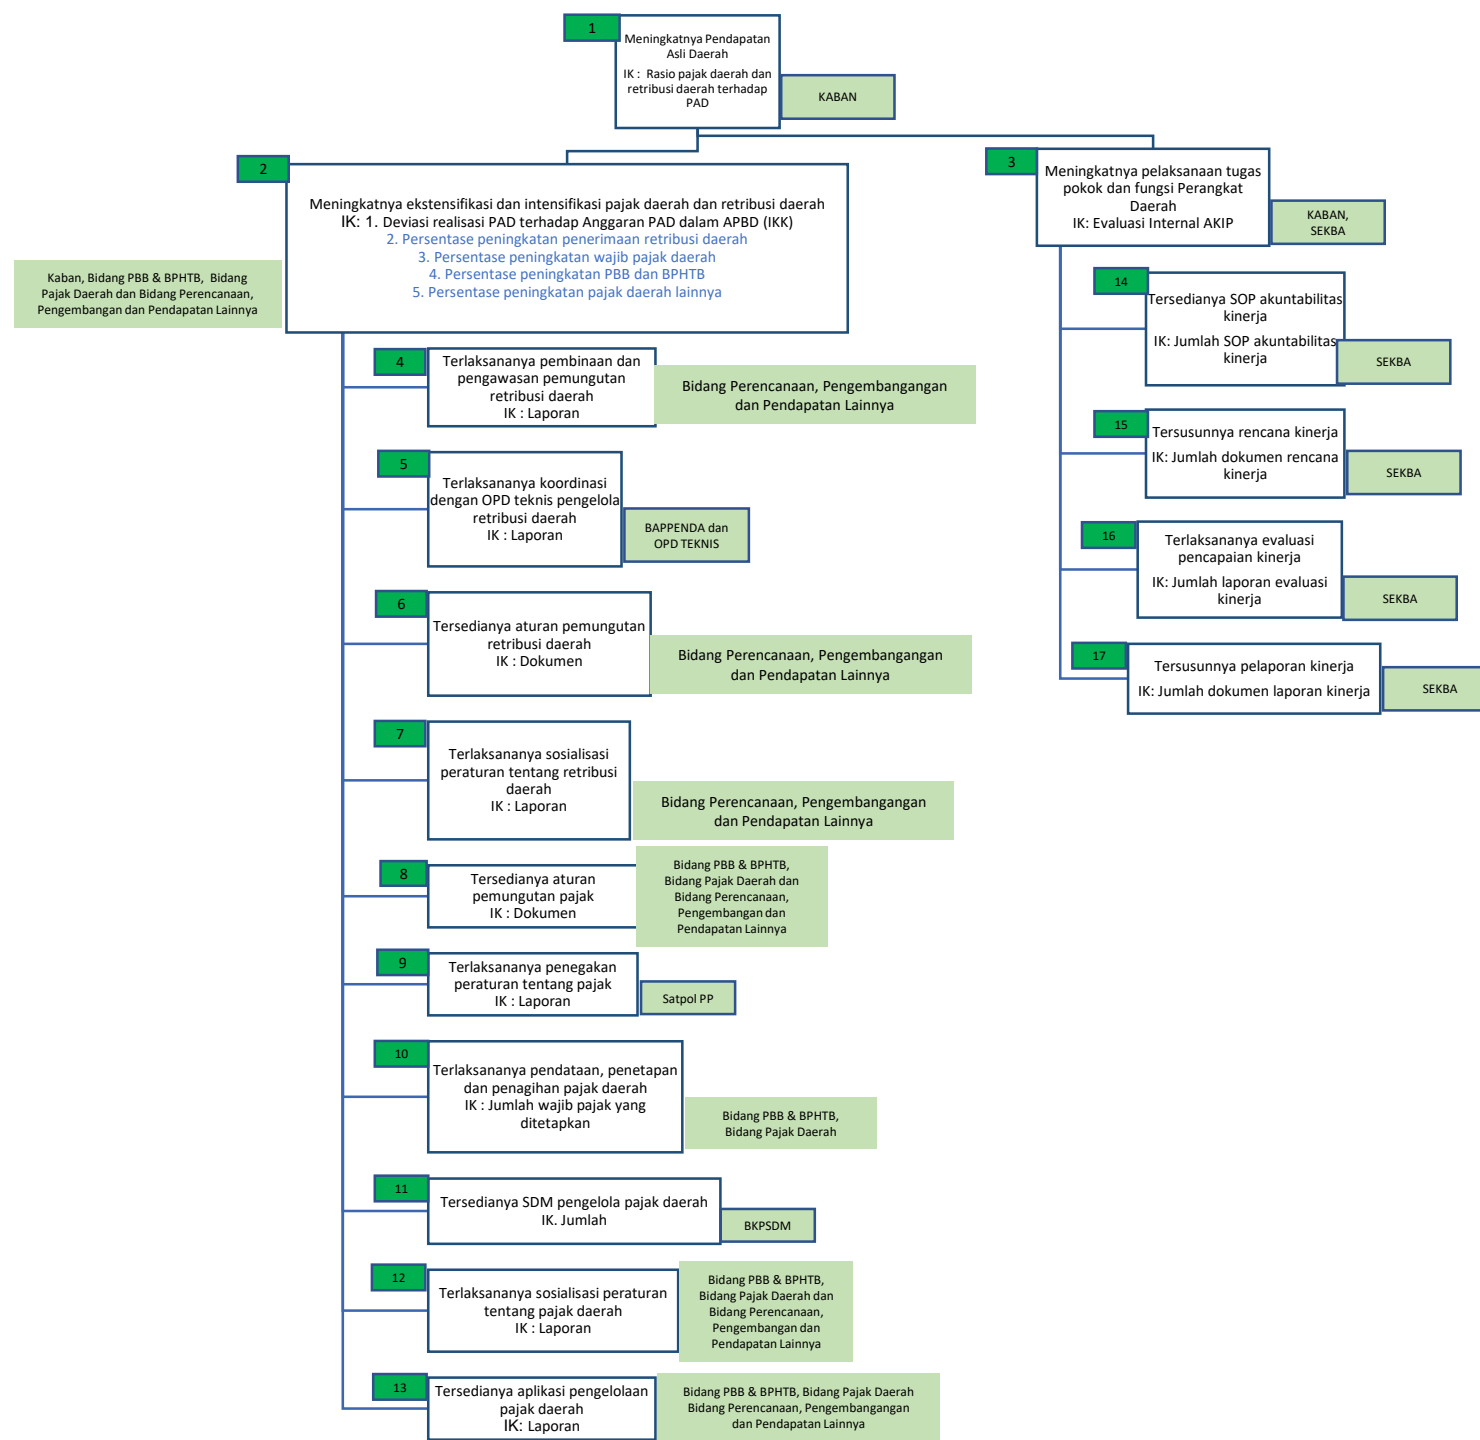 1
Meningkatnya Pendapatan
Asli Daerah
IK :  Rasio pajak daerah dan
retribusi daerah terhadap
PAD
KABAN
2
Meningkatnya ekstensifikasi dan intensifikasi pajak daerah dan retribusi daerah
IK: 1. Deviasi realisasi PAD terhadap Anggaran PAD dalam APBD (IKK)
2. Persentase peningkatan penerimaan retribusi daerah
3. Persentase peningkatan wajib pajak daerah
4. Persentase peningkatan PBB dan BPHTB
5. Persentase peningkatan pajak daerah lainnya
Kaban, Bidang PBB & BPHTB,  Bidang
Pajak Daerah dan Bidang Perencanaan,
Pengembangan dan Pendapatan Lainnya
3
Meningkatnya pelaksanaan tugas
pokok dan fungsi Perangkat
Daerah
IK: Evaluasi Internal AKIP
KABAN,
SEKBA
4
Terlaksananya pembinaan dan
pengawasan pemungutan
retribusi daerah
IK : Laporan
Bidang Perencanaan, Pengembangangan
dan Pendapatan Lainnya
5
Terlaksananya koordinasi
dengan OPD teknis pengelola
retribusi daerah
IK : Laporan
BAPPENDA dan
OPD TEKNIS
6
Tersedianya aturan pemungutan
retribusi daerah
IK : Dokumen
Bidang Perencanaan, Pengembangangan
dan Pendapatan Lainnya
7
Terlaksananya sosialisasi
peraturan tentang retribusi
daerah
IK : Laporan
Bidang Perencanaan, Pengembangangan
dan Pendapatan Lainnya
8
Tersedianya aturan
pemungutan pajak
IK : Dokumen
Bidang PBB & BPHTB,
Bidang Pajak Daerah dan
Bidang Perencanaan,
Pengembangan dan
Pendapatan Lainnya
9
Terlaksananya penegakan
peraturan tentang pajak
IK : Laporan
Satpol PP
10
Terlaksananya pendataan, penetapan
dan penagihan pajak daerah
IK : Jumlah wajib pajak yang
ditetapkan
Bidang PBB & BPHTB,
Bidang Pajak Daerah
11
Tersedianya SDM pengelola pajak daerah
IK. Jumlah
BKPSDM
12
Terlaksananya sosialisasi peraturan
tentang pajak daerah
IK : Laporan
Bidang PBB & BPHTB,
Bidang Pajak Daerah dan
Bidang Perencanaan,
Pengembangan dan
Pendapatan Lainnya
13
Tersedianya aplikasi pengelolaan
pajak daerah
IK: Laporan
Bidang PBB & BPHTB, Bidang Pajak Daerah
Bidang Perencanaan, Pengembangangan
dan Pendapatan Lainnya
14
Tersedianya SOP akuntabilitas
kinerja
IK: Jumlah SOP akuntabilitas
kinerja
SEKBA
15
Tersusunnya rencana kinerja
IK: Jumlah dokumen rencana
kinerja
SEKBA
16
Terlaksananya evaluasi
pencapaian kinerja
IK: Jumlah laporan evaluasi
kinerja
SEKBA
17
Tersusunnya pelaporan kinerja
IK: Jumlah dokumen laporan kinerja
SEKBA